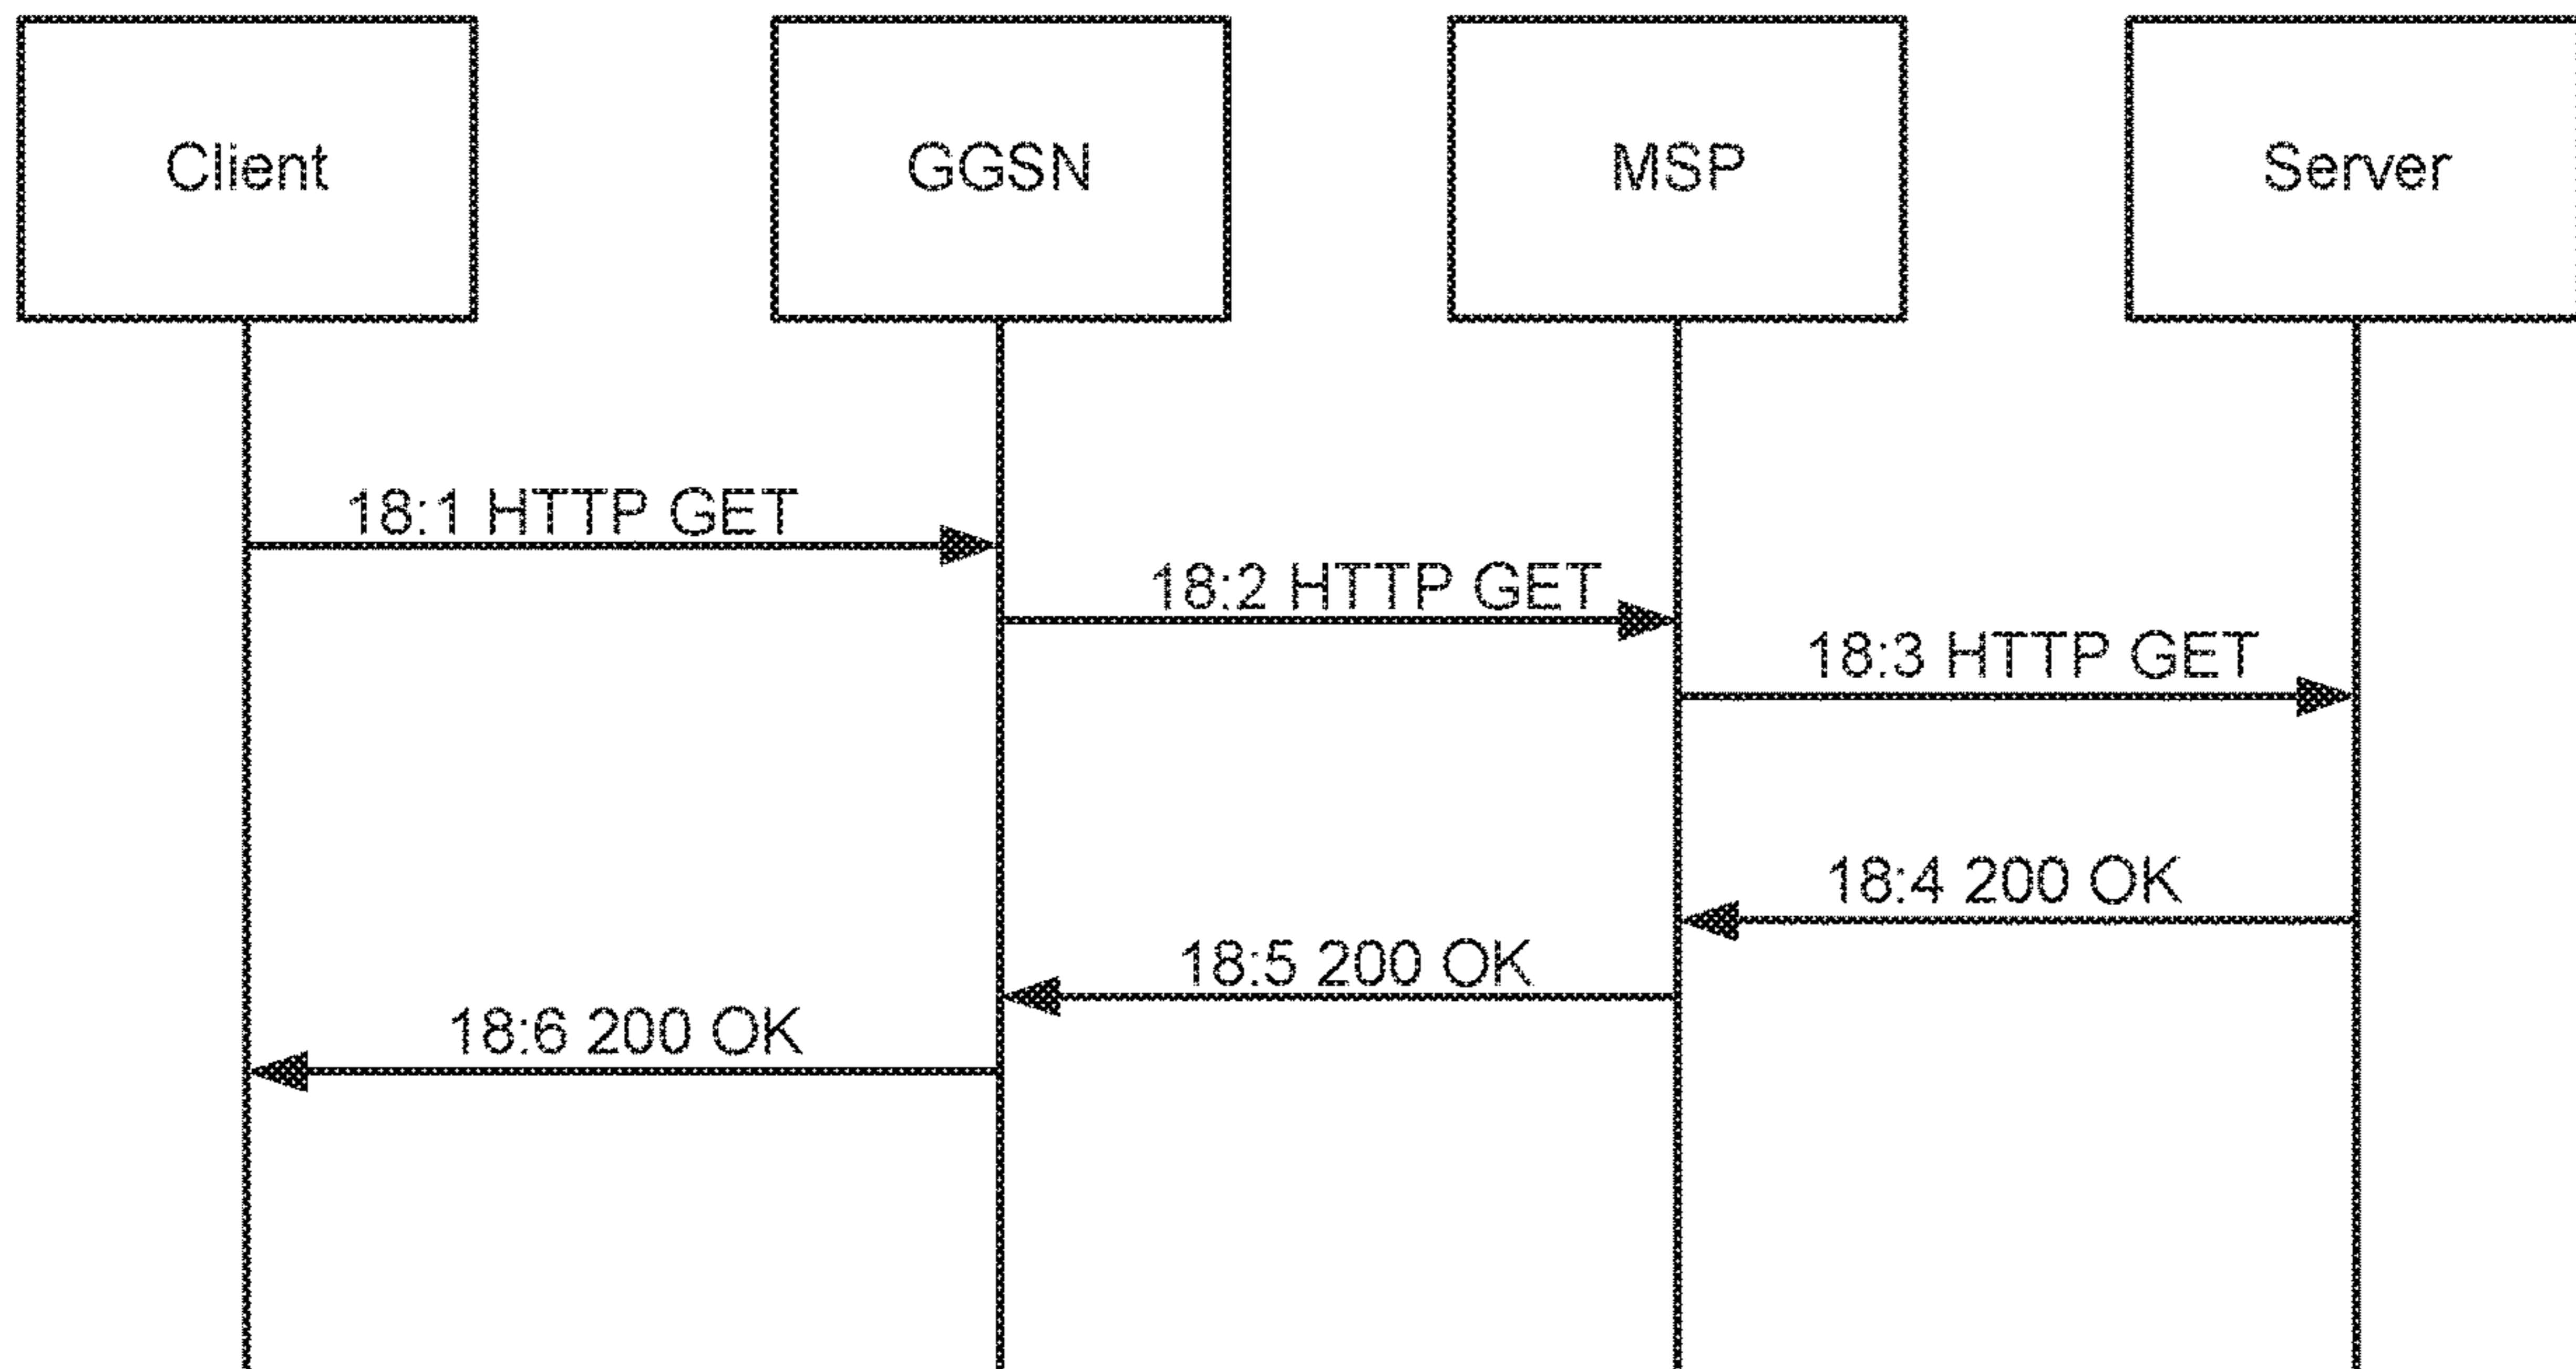 Client
GGSN
MSP
Server
18:1 HTTP GET
18:2 HTTP GET
18:3 HTTP GET
18:4 200 OK
18:5 200 OK
18:6 200 OK